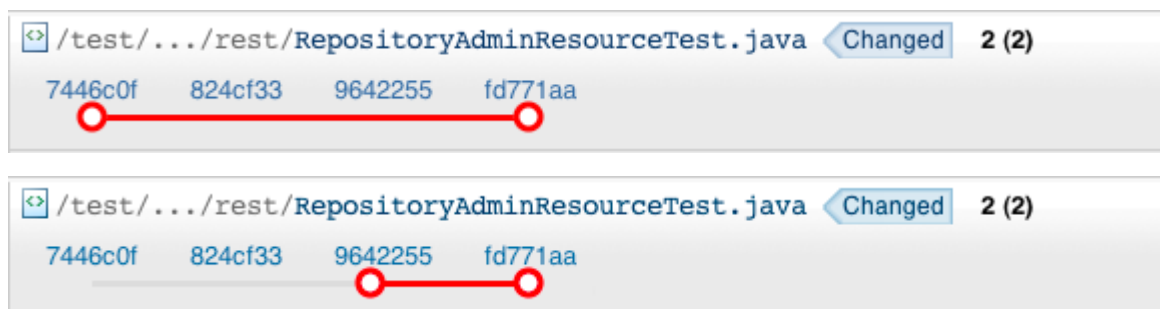 /test/.../rest/RepositoryAdminResourceTest.java Changed 2 (2)
7446c0f 824cf33 9642255 fd771aa
/test/.../rest/RepositoryAdminResourceTest.java Changed 2 (2)
7446c0f 824cf33 9642255 fd771aa